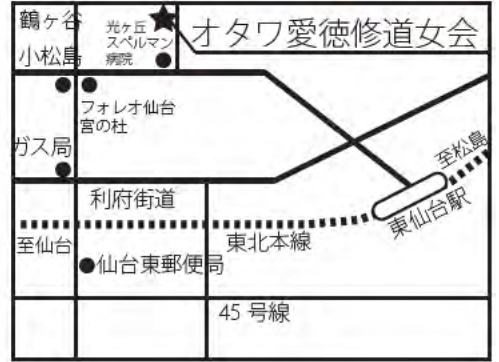 鶴ヶ谷
光ヶ丘
スペルマン
病院
オタワ愛徳修道女会
小松島
フォレオ仙台
宮の杜
ガス局
至松島
利府街道
東仙台駅
至仙台
東北本線
仙台東郵便局
45 号線